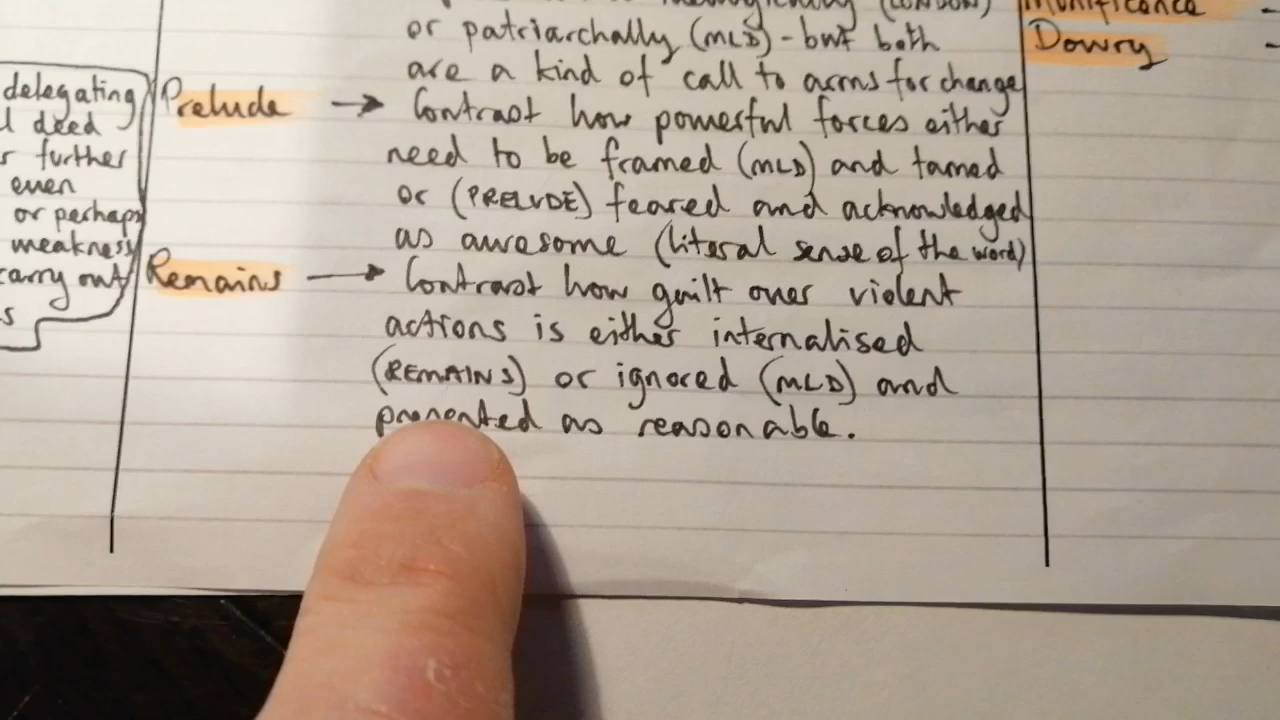 (LONDON)
or patriarchally (MLD) - but both
are a kind of call to arms for change
Prelude → Contrast how powerful forces either
need to be framed (MLD) and tamed
or (PRELUDE) feared and acknowledged
as awesome (literal sense of the word)
Remains → Contrast how guilt over violent
actions is either internalised
(REMAINS) or ignored (MLD) and
presented as reasonable.
delegating
deed
further
even
or perhaps
weakness
carry out
s
Munificence -
Dowry -